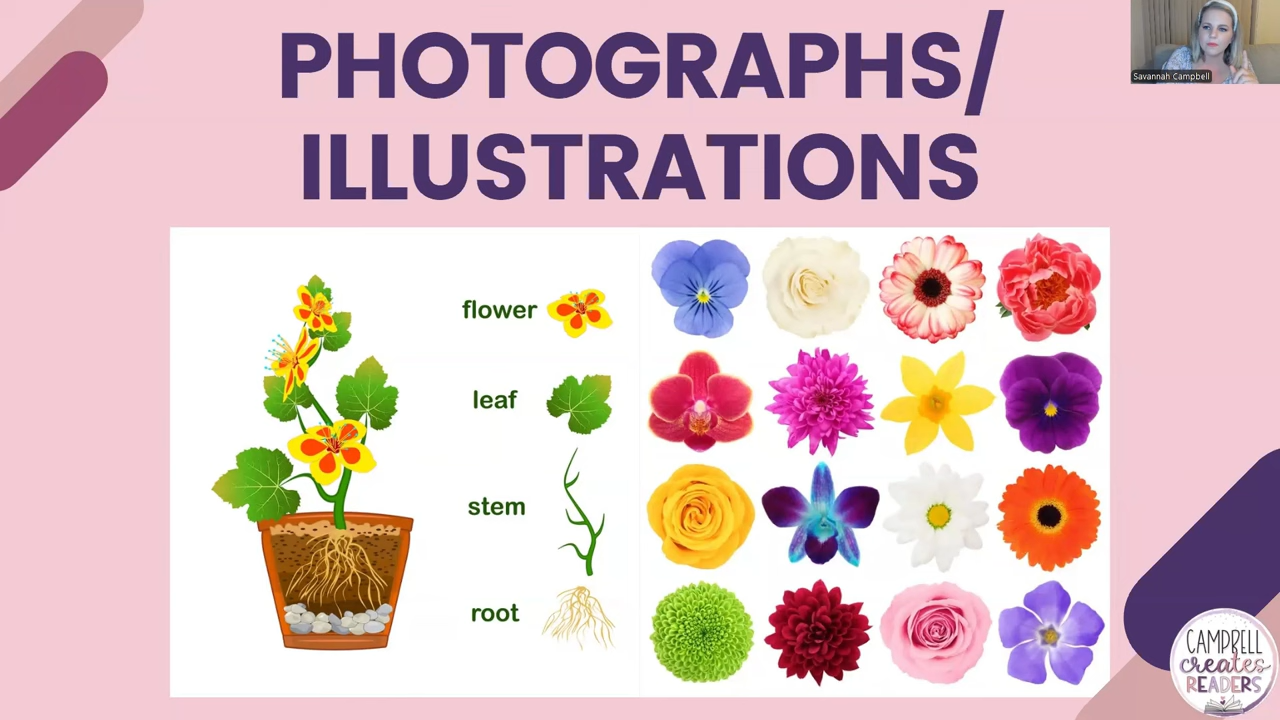 PHOTOGRAPHS/
ILLUSTRATIONS
Savannah Campbell
flower
leaf
stem
root
CAMPBELL
creates
READERS